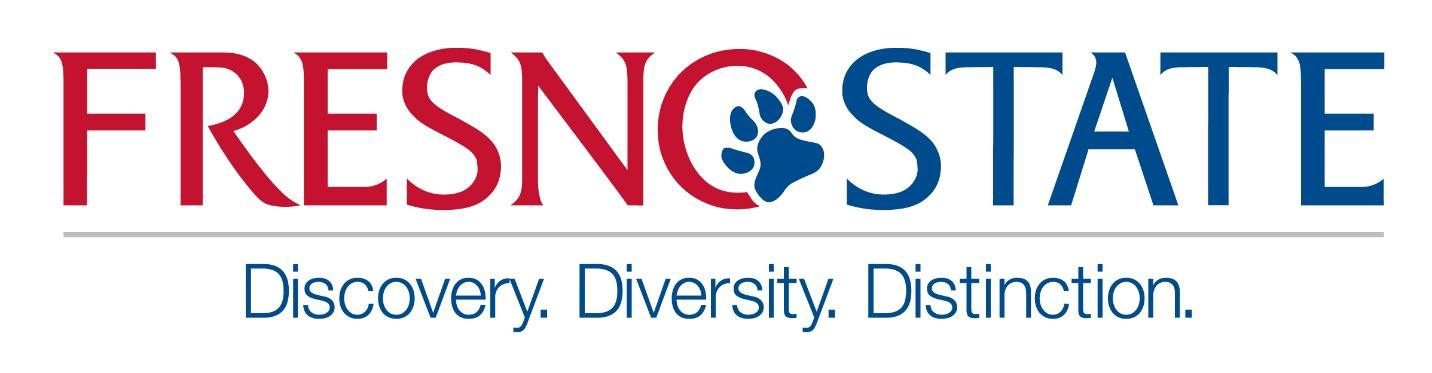 FRESNO STATE
Discovery. Diversity. Distinction.